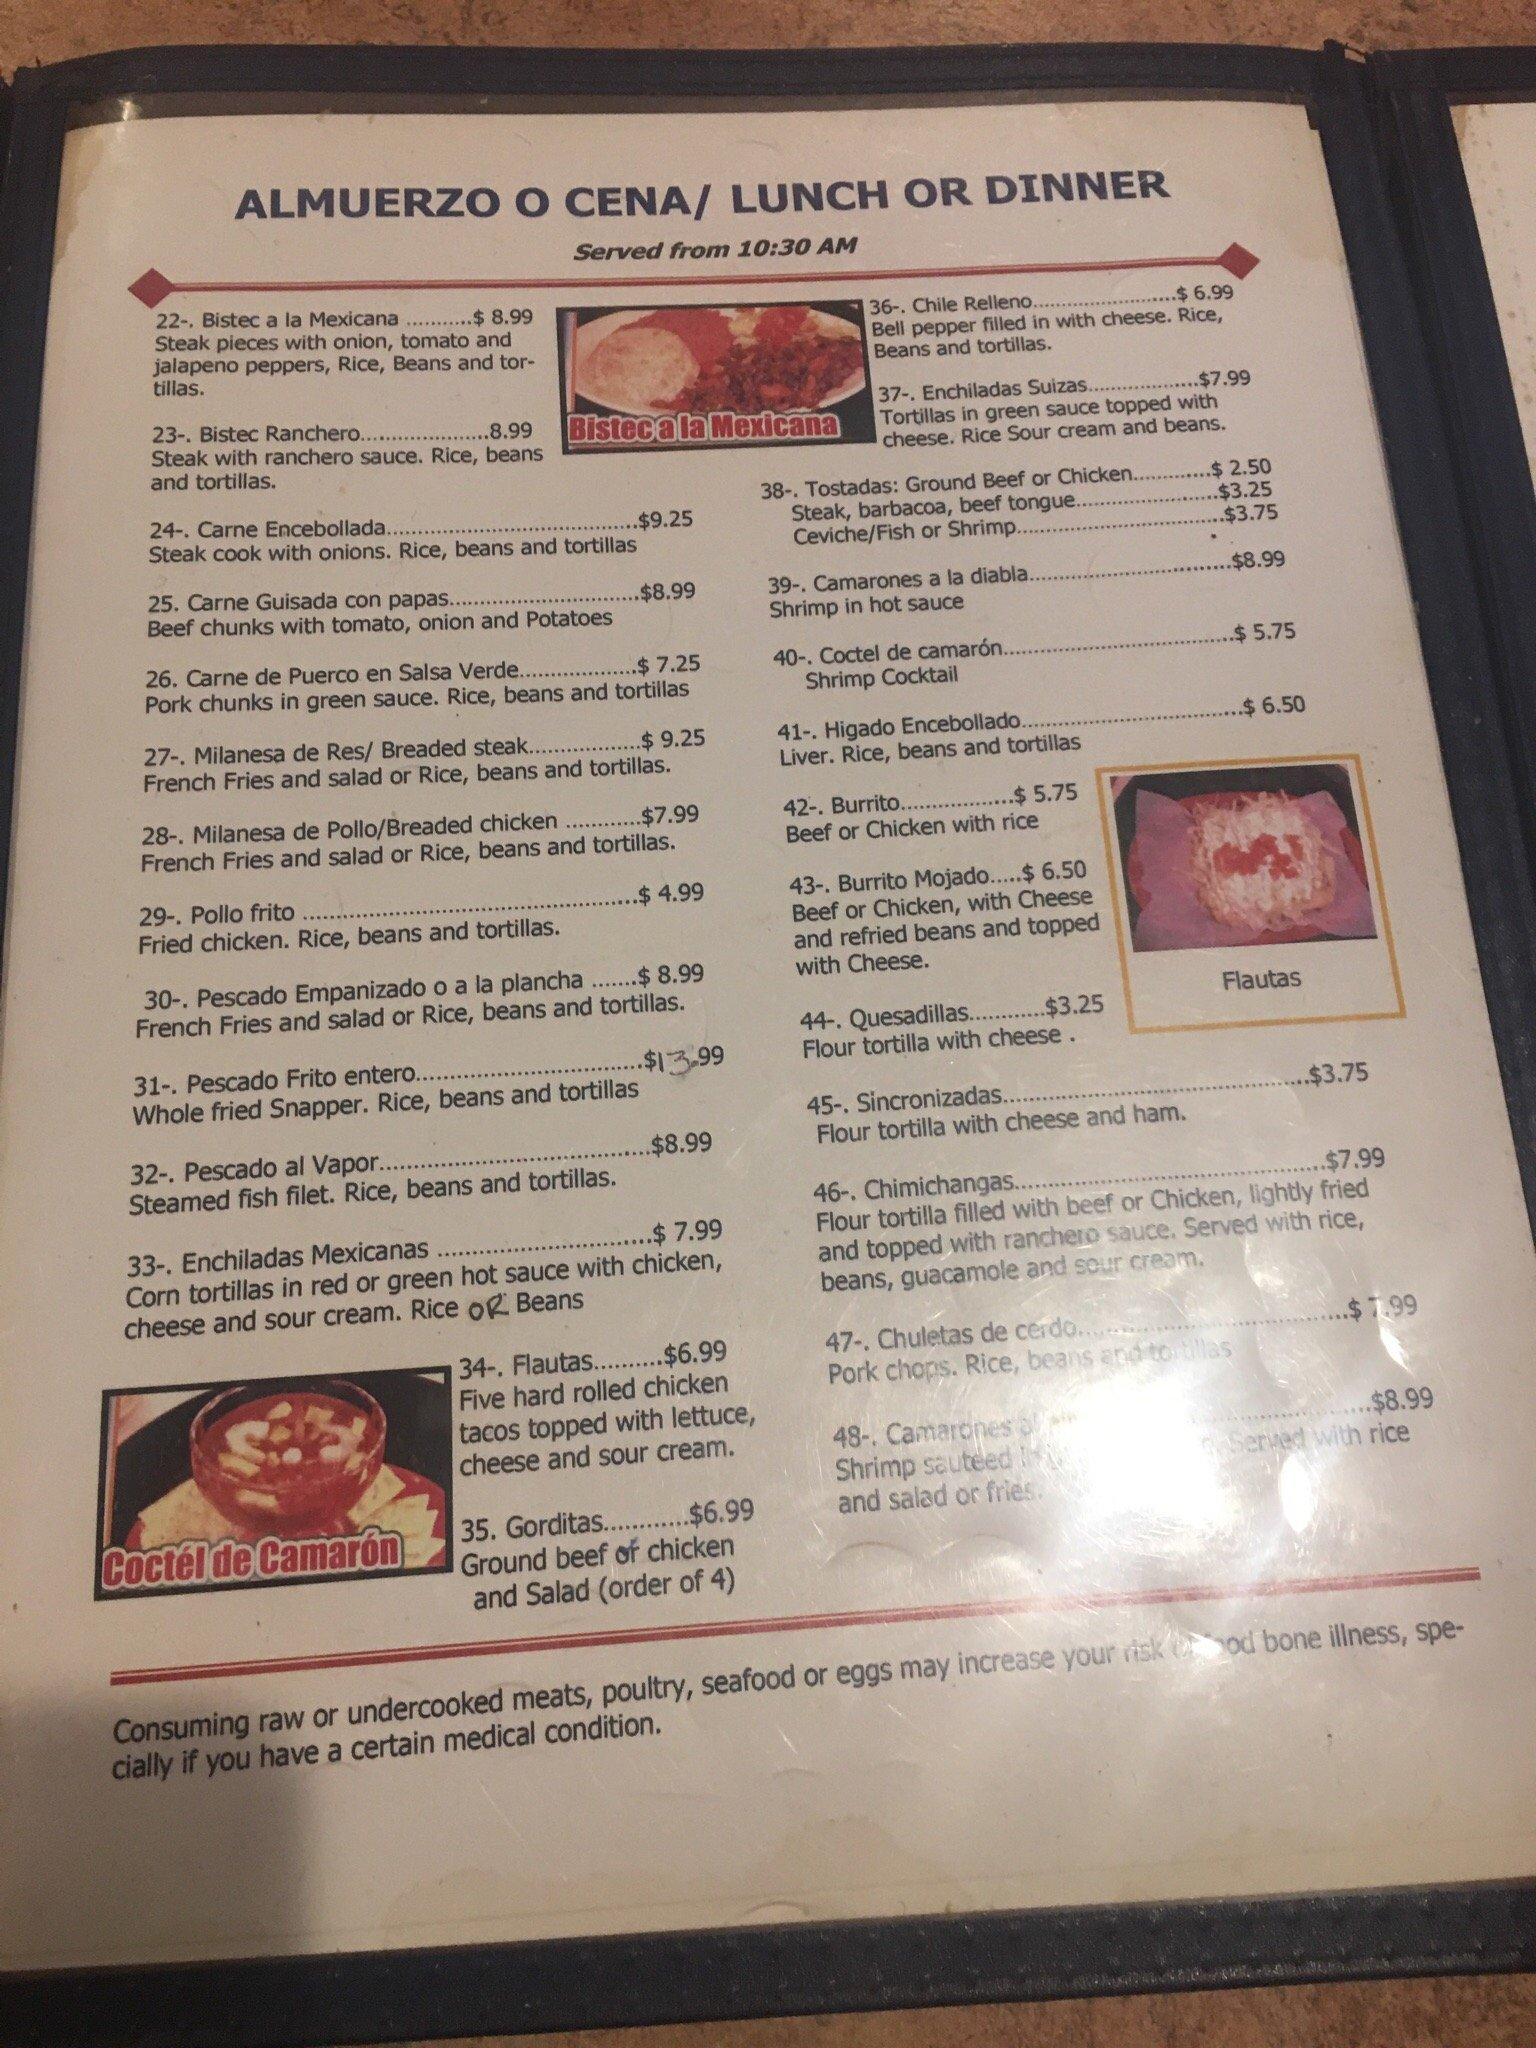 ALMUERZO O CENA/ LUNCH OR DINNER
Served from 10:30 AM
22-. Bistec a la Mexicana ...........$ 8.99
Steak pieces with onion, tomato and
jalapeno peppers, Rice, Beans and tor-
tillas.
23-. Bistec Ranchero.....................8.99
Steak with ranchero sauce. Rice, beans
and tortillas.
24-. Carne Encebollada........................................$9.25
Steak cook with onions. Rice, beans and tortillas
25. Carne Guisada con papas..............................$8.99
Beef chunks with tomato, onion and Potatoes
26. Carne de Puerco en Salsa Verde...................$ 7.25
Pork chunks in green sauce. Rice, beans and tortillas
27-. Milanesa de Res/ Breaded steak..................$ 9.25
French Fries and salad or Rice, beans and tortillas.
28-. Milanesa de Pollo/Breaded chicken ............$7.99
French Fries and salad or Rice, beans and tortillas.
29-. Pollo frito .....................................................$ 4.99
Fried chicken. Rice, beans and tortillas.
30-. Pescado Empanizado o a la plancha .......$ 8.99
French Fries and salad or Rice, beans and tortillas.
31-. Pescado Frito entero....................................$13.99
Whole fried Snapper. Rice, beans and tortillas
32-. Pescado al Vapor...........................................$8.99
Steamed fish filet. Rice, beans and tortillas.
33-. Enchiladas Mexicanas ..................................$ 7.99
Corn tortillas in red or green hot sauce with chicken,
cheese and sour cream. Rice OR Beans
34-. Flautas..........$6.99
Five hard rolled chicken
tacos topped with lettuce,
cheese and sour cream.
35. Gorditas............$6.99
Ground beef or chicken
and Salad (order of 4)
Coctél de Camarón
Bistec a la Mexicana
36-. Chile Relleno........................$ 6.99
Bell pepper filled in with cheese. Rice,
Beans and tortillas.
37-. Enchiladas Suizas..................$7.99
Tortillas in green sauce topped with
cheese. Rice Sour cream and beans.
38-. Tostadas: Ground Beef or Chicken............$ 2.50
Steak, barbacoa, beef tongue.......................$3.25
Ceviche/Fish or Shrimp.................................$3.75
39-. Camarones a la diabla................................$8.99
Shrimp in hot sauce
40-. Coctel de camarón.....................................$ 5.75
Shrimp Cocktail
41-. Higado Encebollado...................................$ 6.50
Liver. Rice, beans and tortillas
42-. Burrito..................$ 5.75
Beef or Chicken with rice
43-. Burrito Mojado.....$ 6.50
Beef or Chicken, with Cheese
and refried beans and topped
with Cheese.
Flautas
44-. Quesadillas............$3.25
Flour tortilla with cheese .
45-. Sincronizadas................................................$3.75
Flour tortilla with cheese and ham.
46-. Chimichangas.................................................$7.99
Flour tortilla filled with beef or Chicken, lightly fried
and topped with ranchero sauce. Served with rice,
beans, guacamole and sour cream.
47-. Chuletas de cerdo..........................................$ 7.99
Pork chops. Rice, beans and tortillas
48-. Camarones al ........................$8.99
Shrimp sauteed in Served with rice
and salad or fries.
Consuming raw or undercooked meats, poultry, seafood or eggs may increase your risk food bone illness, spe-
cially if you have a certain medical condition.